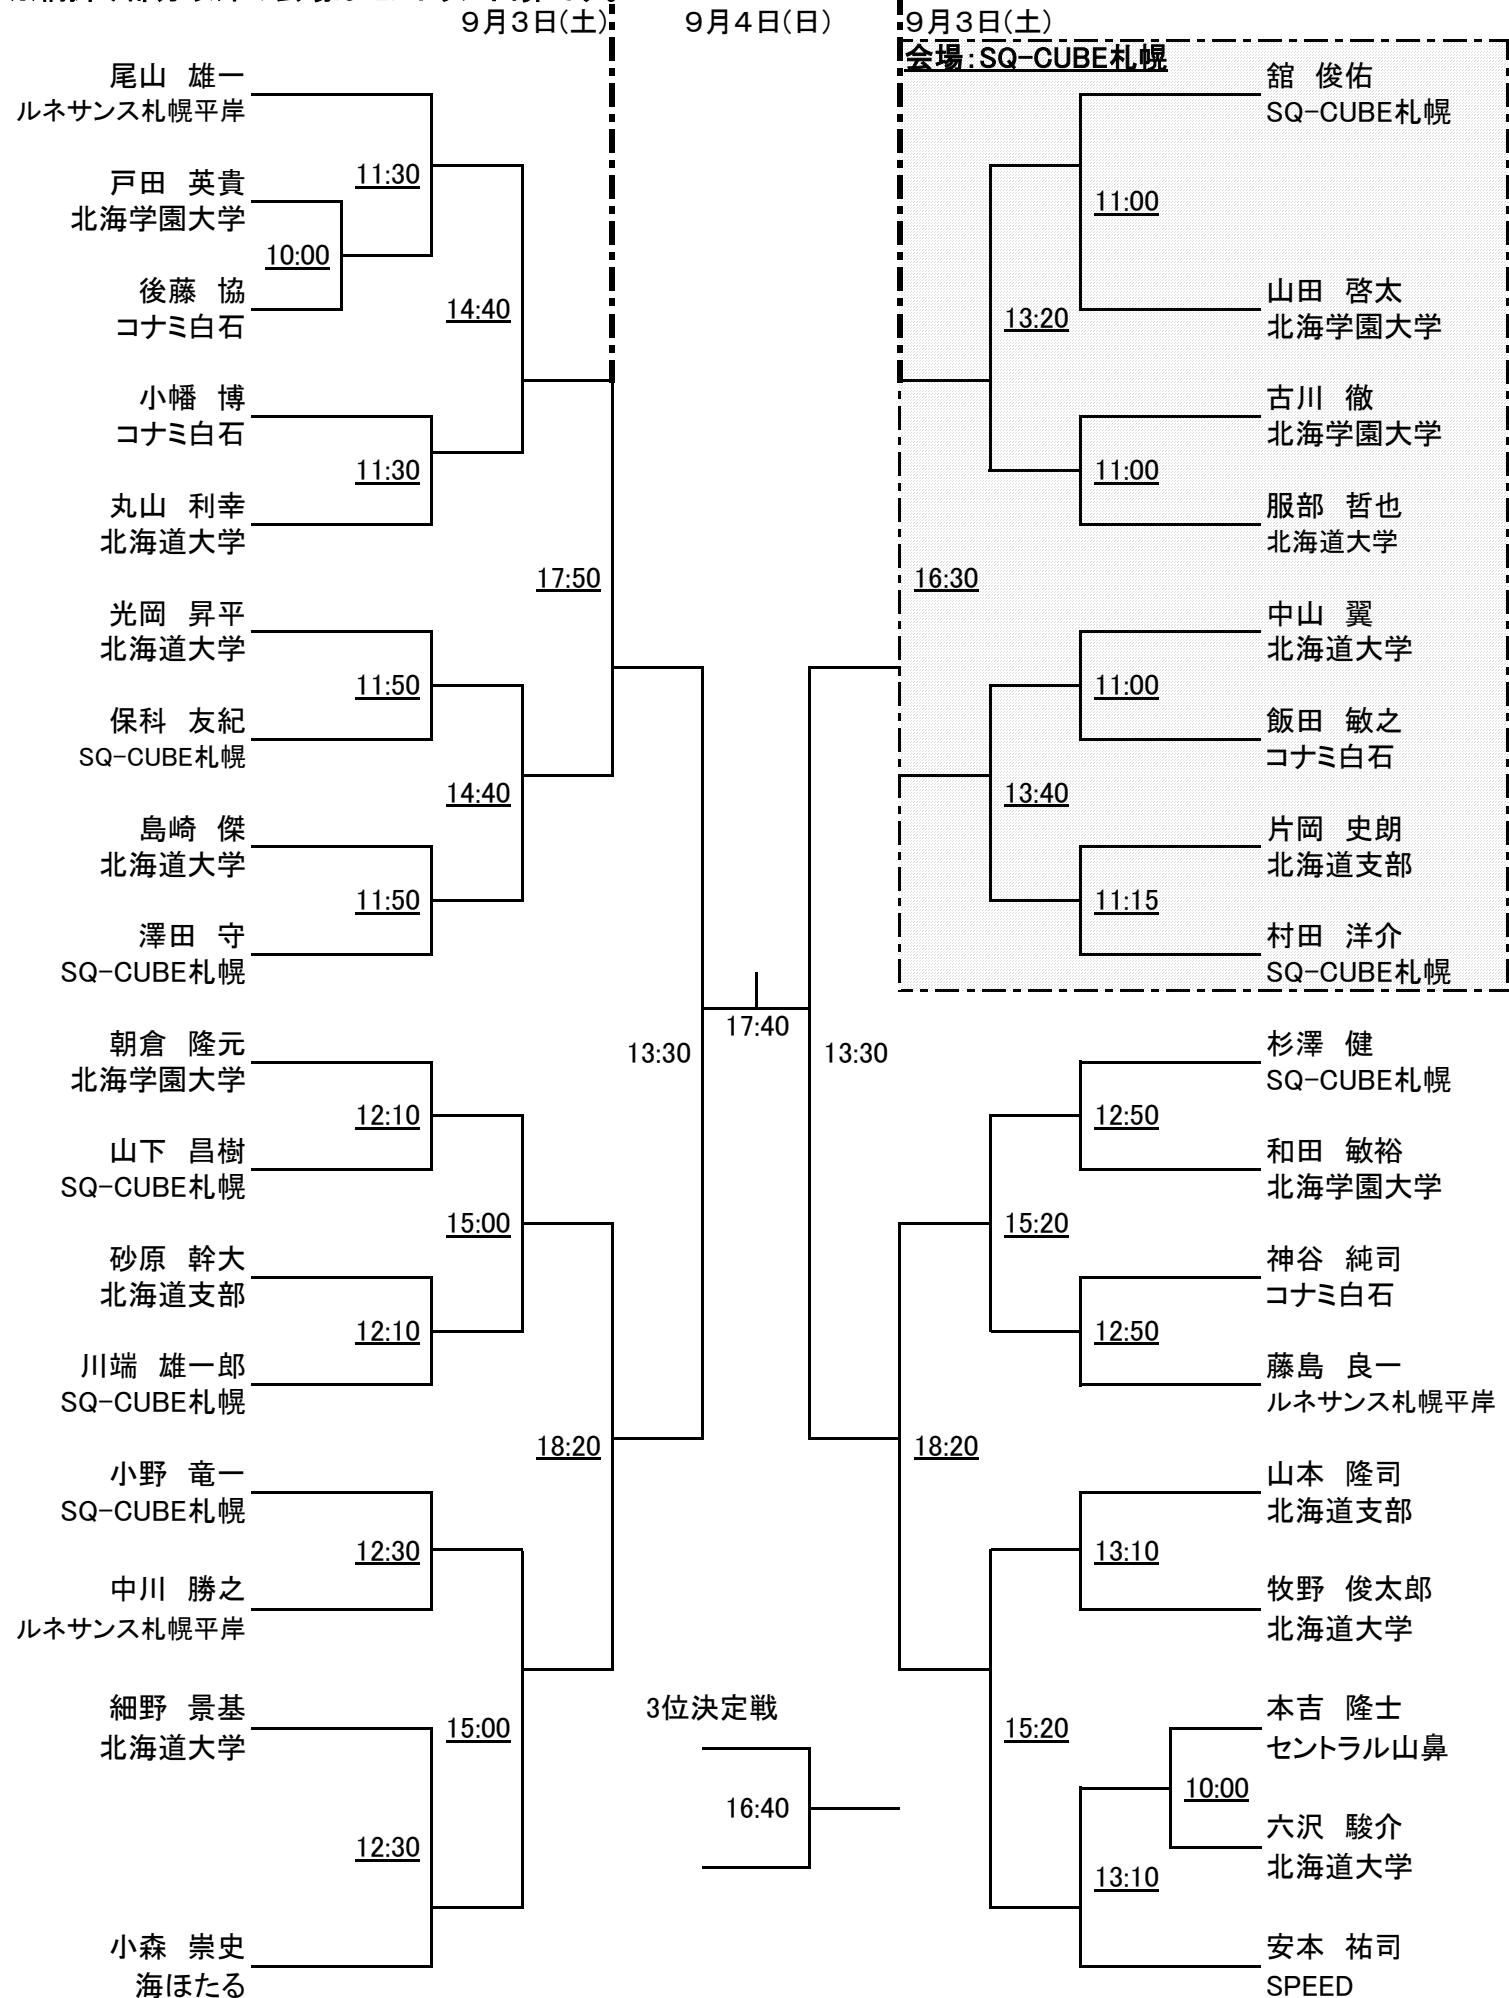 9月3日(土)
9月4日(日)
9月3日(土)
会場:SQ-CUBE札幌
尾山 雄一
ルネサンス札幌平岸
11:30
戸田 英貴
北海学園大学
10:00
後藤 協
コナミ白石
14:40
小幡 博
コナミ白石
11:30
丸山 利幸
北海道大学
17:50
光岡 昇平
北海道大学
11:50
保科 友紀
SQ-CUBE札幌
14:40
島崎 傑
北海道大学
11:50
澤田 守
SQ-CUBE札幌
朝倉 隆元
北海学園大学
12:10
山下 昌樹
SQ-CUBE札幌
15:00
砂原 幹大
北海道支部
12:10
川端 雄一郎
SQ-CUBE札幌
18:20
小野 竜一
SQ-CUBE札幌
12:30
中川 勝之
ルネサンス札幌平岸
細野 景基
北海道大学
15:00
12:30
小森 崇史
海ほたる
13:30
17:40
13:30
3位決定戦
16:40
舘 俊佑
SQ-CUBE札幌
11:00
山田 啓太
北海学園大学
13:20
古川 徹
北海学園大学
11:00
服部 哲也
北海道大学
16:30
中山 翼
北海道大学
11:00
飯田 敏之
コナミ白石
13:40
片岡 史朗
北海道支部
11:15
村田 洋介
SQ-CUBE札幌
杉澤 健
SQ-CUBE札幌
12:50
和田 敏裕
北海学園大学
15:20
神谷 純司
コナミ白石
12:50
藤島 良一
ルネサンス札幌平岸
18:20
山本 隆司
北海道支部
13:10
牧野 俊太郎
北海道大学
15:20
本吉 隆士
セントラル山鼻
10:00
六沢 駿介
北海道大学
13:10
安本 祐司
SPEED